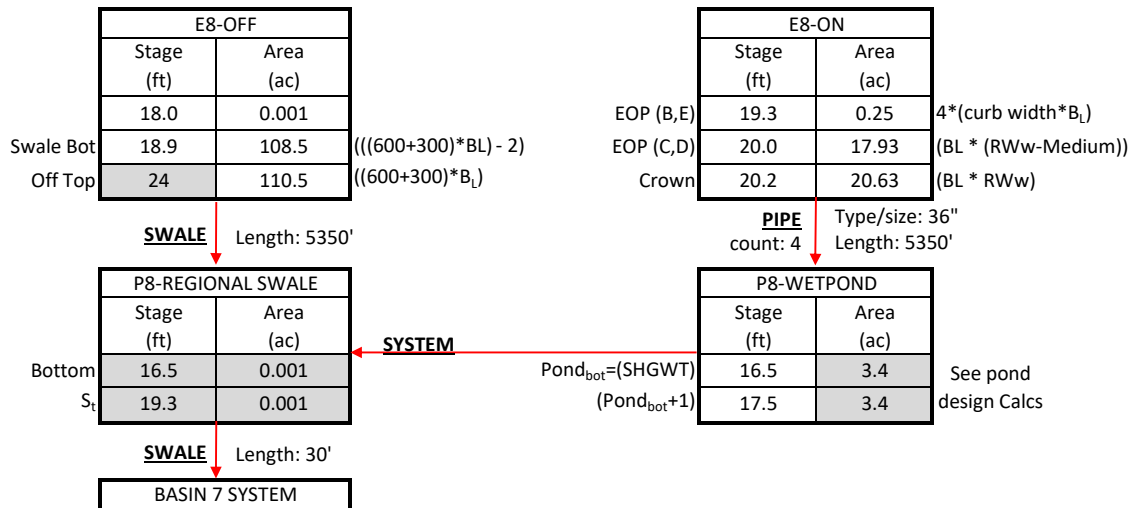 E8-OFF
Stage Area
(ft) (ac)
18.0 0.001
Swale Bot 18.9 108.5 (((600+300)*BL) - 2)
Off Top 24 110.5 ((600+300)*BL)
E8-ON
Stage Area
(ft) (ac)
EOP (B,E) 19.3 0.25 4*(curb width*BL)
EOP (C,D) 20.0 17.93 (BL * (RWw-Medium))
Crown 20.2 20.63 (BL * RWw)
SWALE Length: 5350'
PIPE Type/size: 36"
count: 4 Length: 5350'
P8-REGIONAL SWALE
Stage Area
(ft) (ac)
Bottom 16.5 0.001
St 19.3 0.001
SYSTEM
P8-WETPOND
Stage Area
(ft) (ac)
Pondbot=(SHGWT) 16.5 3.4 See pond
(Pondbot+1) 17.5 3.4 design Calcs
SWALE Length: 30'
BASIN 7 SYSTEM